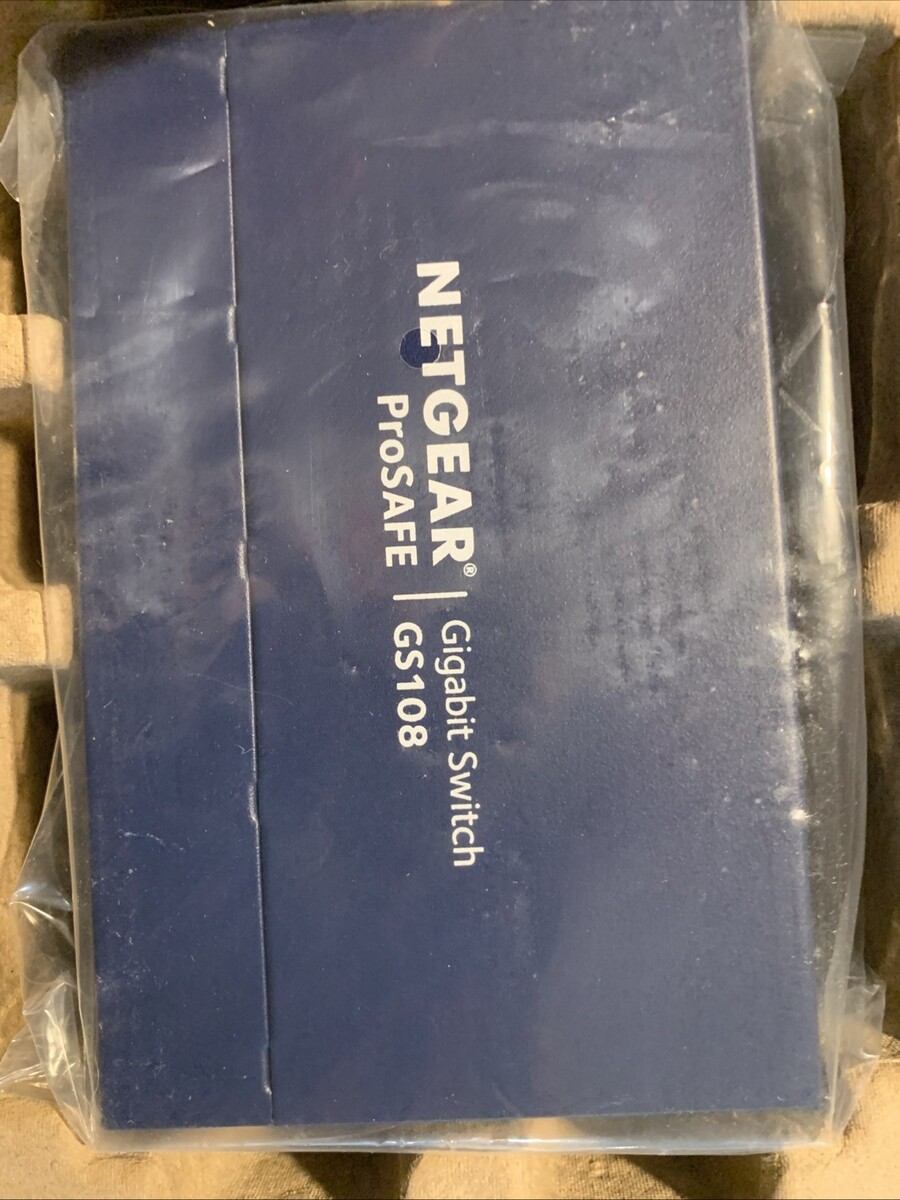 NETGEAR® | Gigabit Switch
ProSAFE | GS108